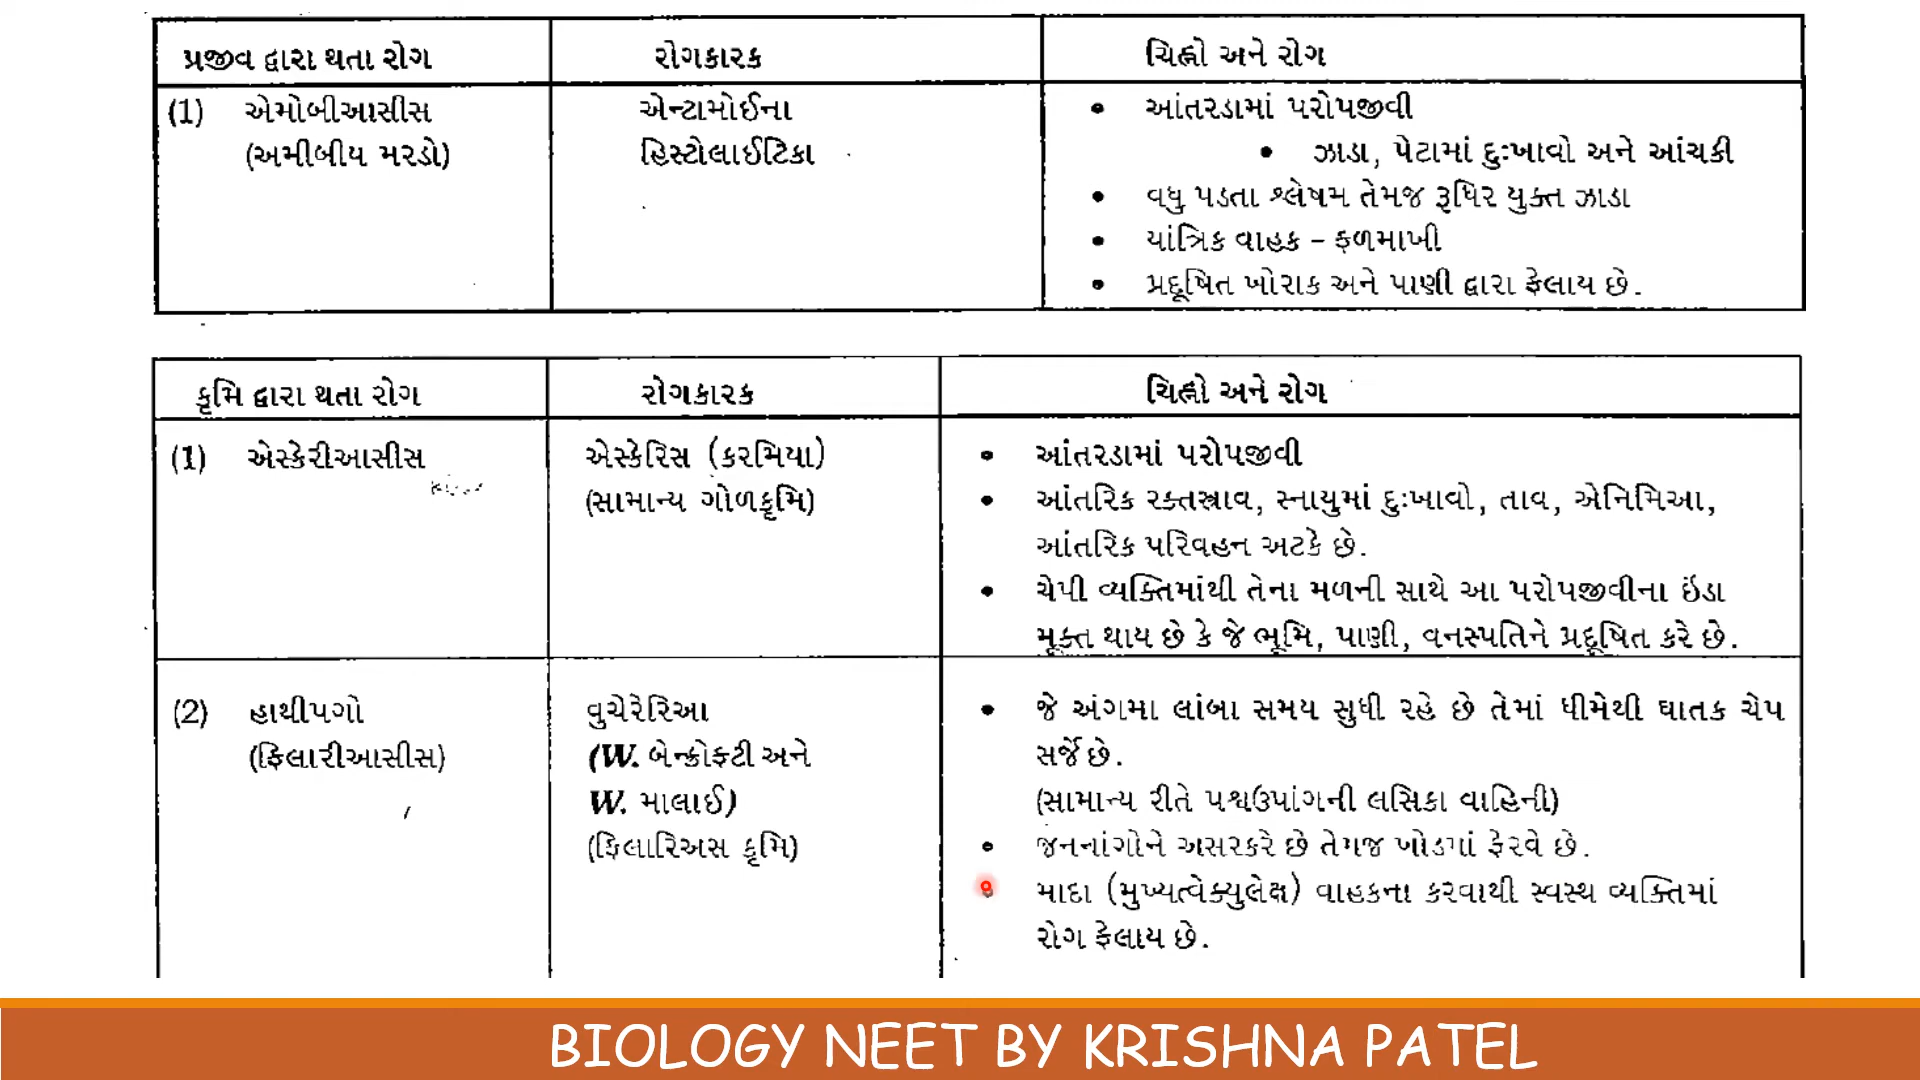 પ્રજીવ દ્વારા થતા રોગ	રોગકારક	ચિહ્નો અને રોગ
(1) એમોબીઆસીસ	એન્ટામોઈના	• આંતરડામાં પરોપજીવી
(અમીબીય મરડો)	હિસ્ટોલાઈટિકા	• ઝાડા, પેટામાં દુઃખાવો અને આંચકી
• વધુ પડતા શ્લેષમ તેમજ રૂધિર યુક્ત ઝાડા
• યાંત્રિક વાહક – ફળમાખી
• પ્રદૂષિત ખોરાક અને પાણી દ્વારા ફેલાય છે.
કૃમિ દ્વારા થતા રોગ	રોગકારક	ચિહ્નો અને રોગ
(1) એસ્કેરીઆસીસ	એસ્કેરિસ (કરમિયા)	• આંતરડામાં પરોપજીવી
(સામાન્ય ગોળકૃમિ)	• આંતરિક રક્તસ્ત્રાવ, સ્નાયુમાં દુઃખાવો, તાવ, એનિમિઆ,
આંતરિક પરિવહન અટકે છે.
• ચેપી વ્યક્તિમાંથી તેના મળની સાથે આ પરોપજીવીના ઇંડા
મૂક્ત થાય છે કે જે ભૂમિ, પાણી, વનસ્પતિને પ્રદૂષિત કરે છે.
(2) હાથીપગો	વુચેરેરિઆ	• જે અંગમા લાંબા સમય સુધી રહે છે તેમાં ધીમેથી ઘાતક ચેપ
(ફિલારીઆસીસ)	(W. બેન્ક્રોફ્ટી અને	સર્જે છે.
W. માલાઈ)	(સામાન્ય રીતે પશ્ચઉપાંગની લસિકા વાહિની)
(ફિલારિઅસ કૃમિ)	• જનનાંગોને અસરકરે છે તેમજ ખોડમાં ફેરવે છે.
• માદા (મુખ્યત્વેક્યુલેક્ષ) વાહકના કરવાથી સ્વસ્થ વ્યક્તિમાં
રોગ ફેલાય છે.
BIOLOGY NEET BY KRISHNA PATEL